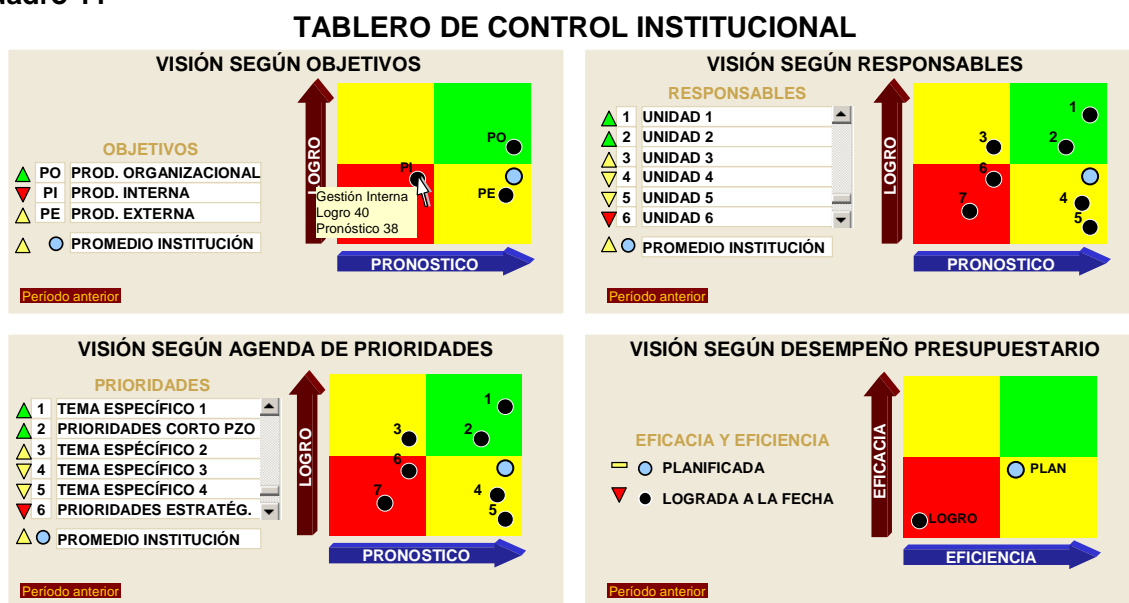 TABLERO DE CONTROL INSTITUCIONAL
VISIÓN SEGÚN OBJETIVOS
OBJETIVOS
PO PROD. ORGANIZACIONAL
PI PROD. INTERNA
PE PROD. EXTERNA
PROMEDIO INSTITUCIÓN
LOGRO
PO
PI
PE
Gestión Interna
Logro 40
Pronóstico 38
PRONOSTICO
Período anterior
VISIÓN SEGÚN RESPONSABLES
RESPONSABLES
1 UNIDAD 1
2 UNIDAD 2
3 UNIDAD 3
4 UNIDAD 4
5 UNIDAD 5
6 UNIDAD 6
PROMEDIO INSTITUCIÓN
LOGRO
1
2
3
6
7
4
5
PRONOSTICO
Período anterior
VISIÓN SEGÚN AGENDA DE PRIORIDADES
PRIORIDADES
1 TEMA ESPECÍFICO 1
2 PRIORIDADES CORTO PZO
3 TEMA ESPÉCÍFICO 2
4 TEMA ESPECÍFICO 3
5 TEMA ESPECÍFICO 4
6 PRIORIDADES ESTRATÉG.
PROMEDIO INSTITUCIÓN
LOGRO
1
2
3
6
7
4
5
PRONOSTICO
Período anterior
VISIÓN SEGÚN DESEMPEÑO PRESUPUESTARIO
EFICACIA Y EFICIENCIA
PLANIFICADA
LOGRADA A LA FECHA
EFICACIA
PLAN
LOGRO
EFICIENCIA
Período anterior